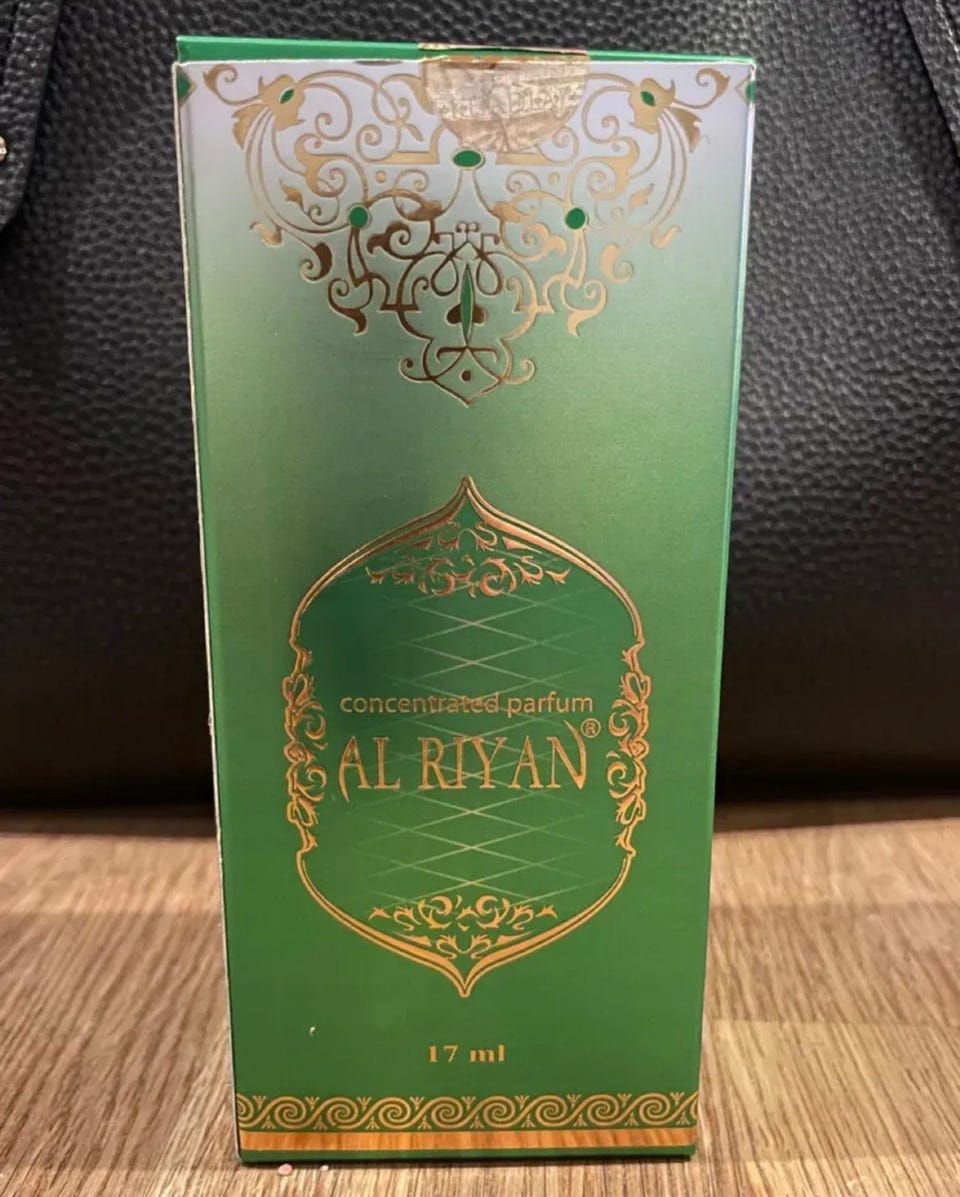 concentrated parfum
AL RIYAN®
17 ml